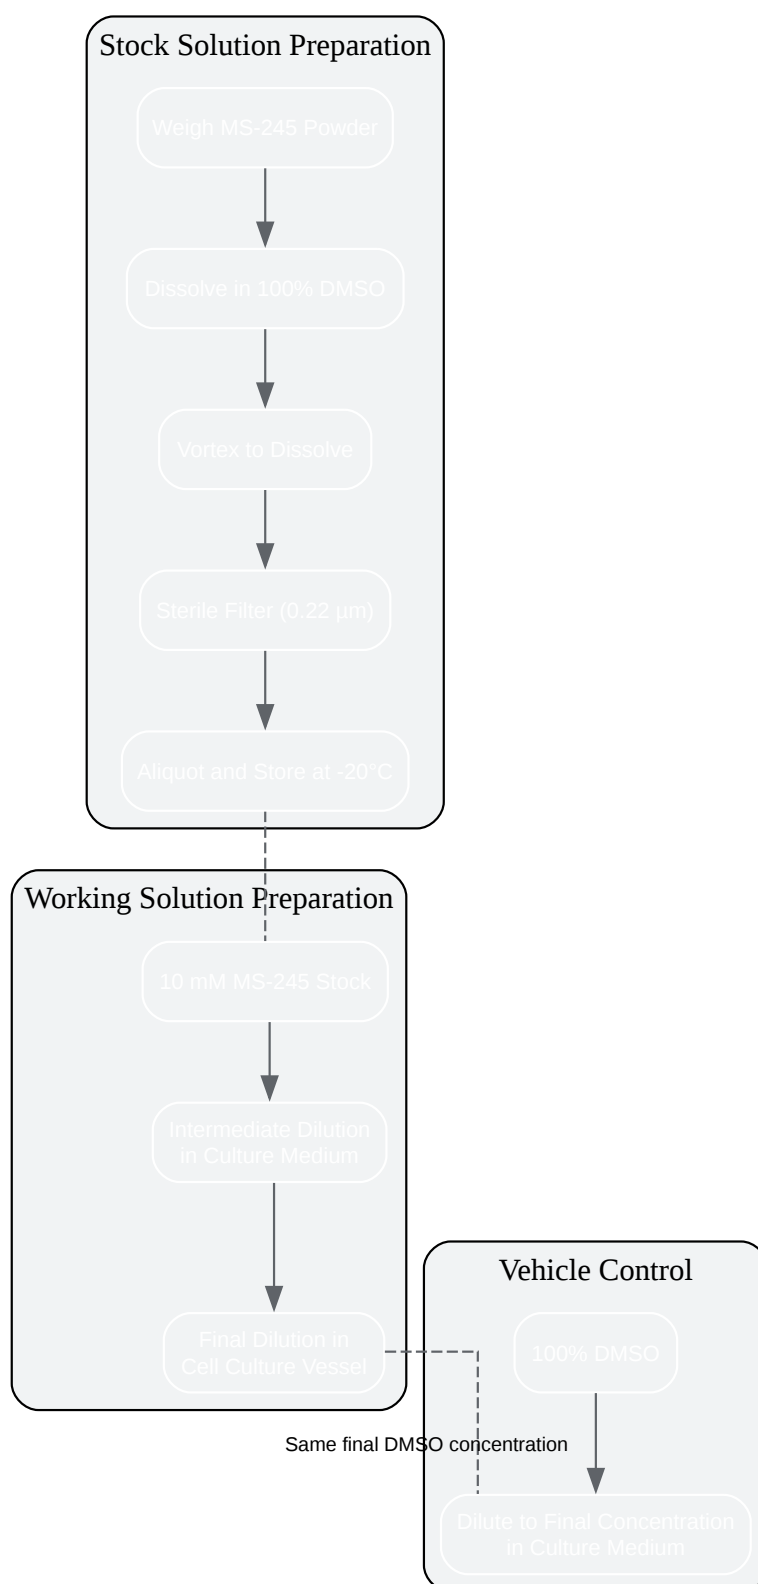 Stock Solution Preparation
Weigh MS-245 Powder
Dissolve in 100% DMSO
Vortex to Dissolve
Sterile Filter (0.22 µm)
Aliquot and Store at -20°C
Working Solution Preparation
10 mM MS-245 Stock
Intermediate Dilution
in Culture Medium
Final Dilution in
Cell Culture Vessel
Vehicle Control
100% DMSO
Same final DMSO concentration
Dilute to Final Concentration
in Culture Medium